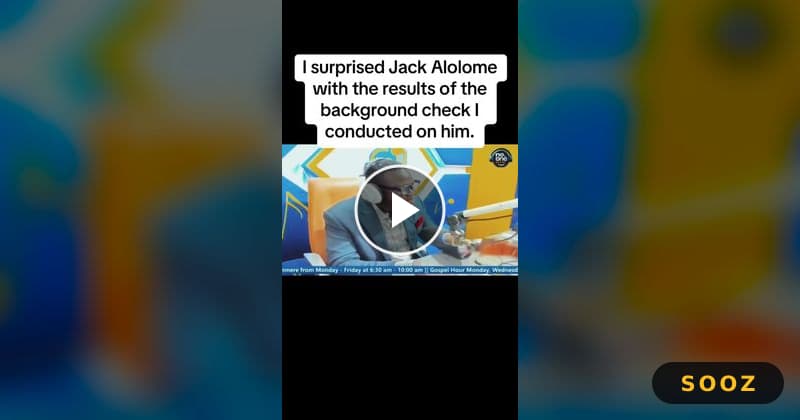 I surprised Jack Alolome
with the results of the
background check I
conducted on him.
nnere from Monday - Friday at 6:30 am - 10:00 am || Gospel Hour Monday, Wednesd
SOOZ